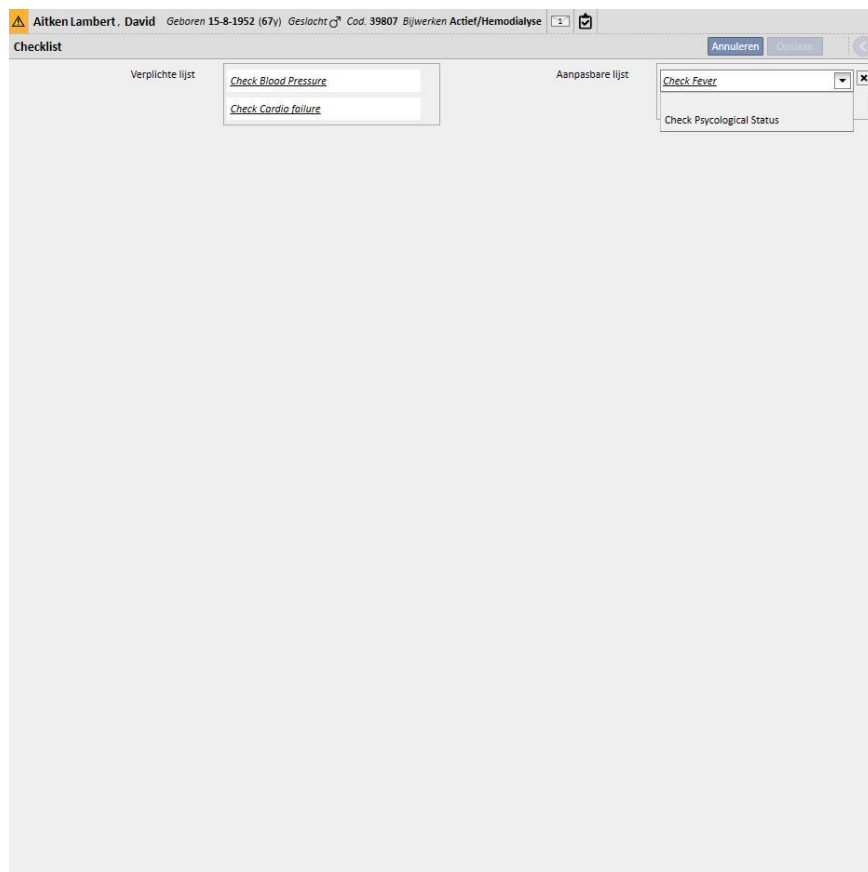 Aitken Lambert, David Geboren 15-8-1952 (67y) Geslacht ♂ Cod. 39807 Bijwerken Actief/Hemodialyse 1
Checklist Annuleren Opslaan
Verplichte lijst
Check Blood Pressure
Check Cardio failure
Aanpasbare lijst
Check Fever
Check Psycological Status